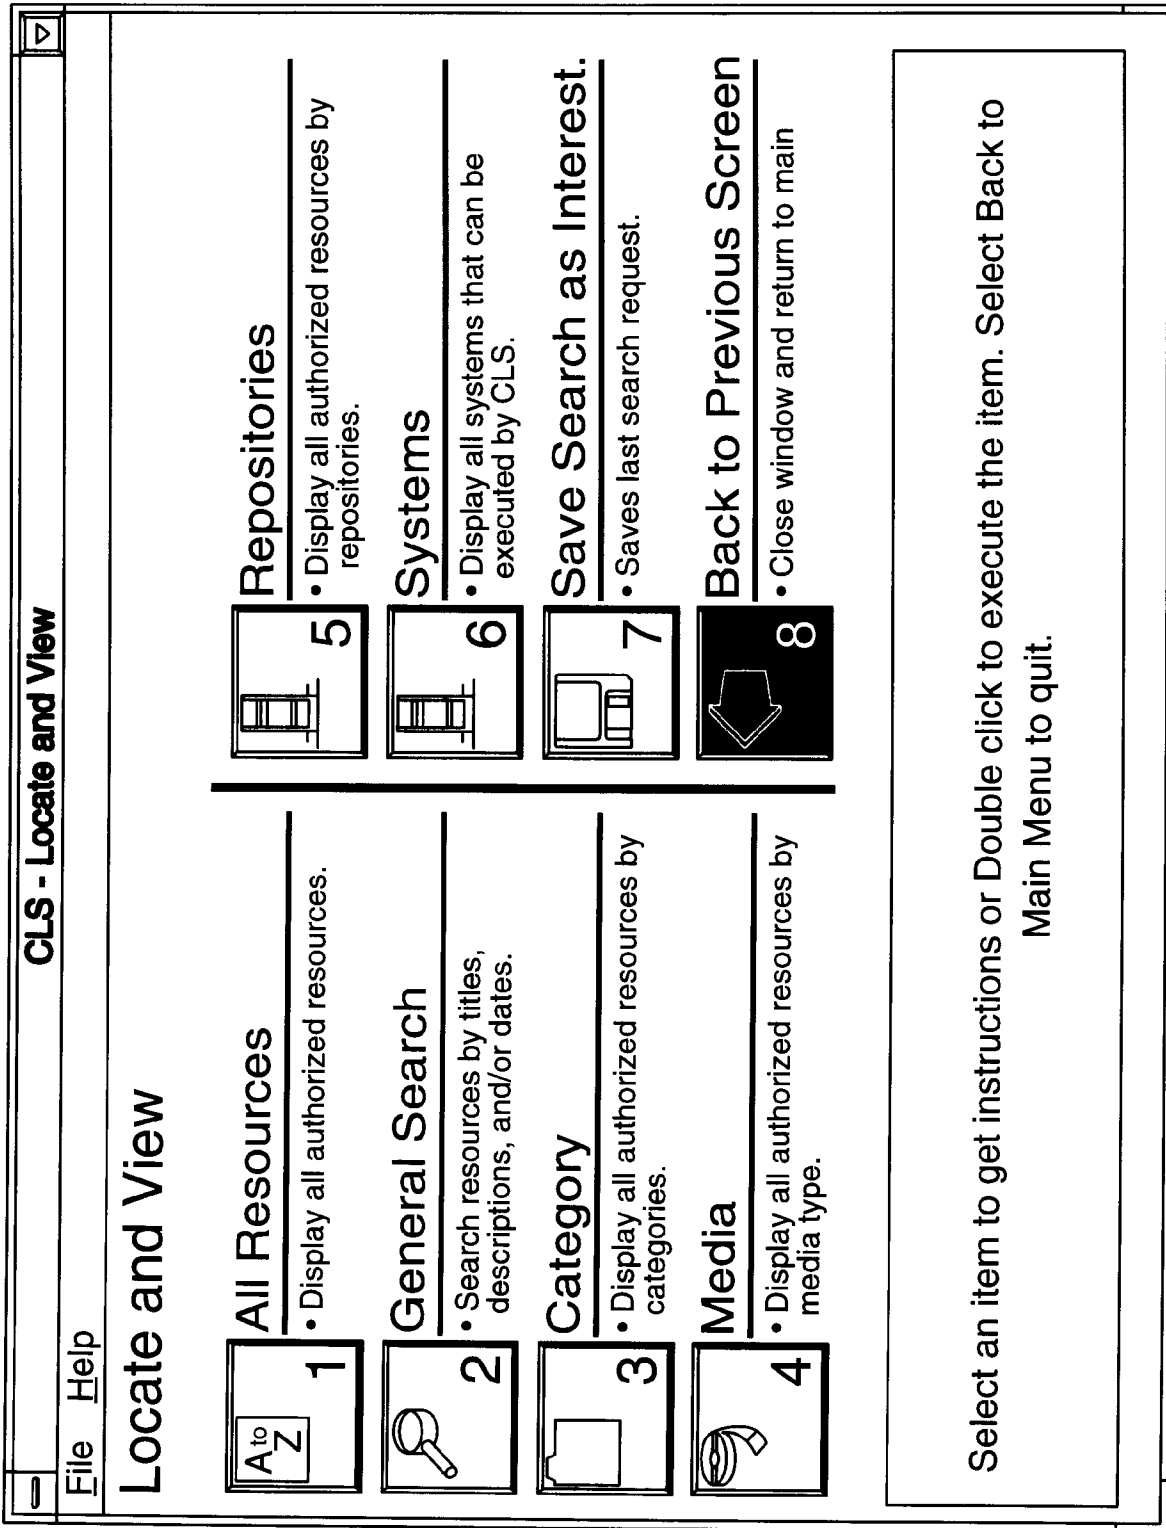 CLS - Locate and View
File Help
Locate and View
A to
Z
1
All Resources
• Display all authorized resources.
2
General Search
• Search resources by titles,
descriptions, and/or dates.
3
Category
• Display all authorized resources by
categories.
4
Media
• Display all authorized resources by
media type.
5
Repositories
• Display all authorized resources by
repositories.
6
Systems
• Display all systems that can be
executed by CLS.
7
Save Search as Interest.
• Saves last search request.
8
Back to Previous Screen
• Close window and return to main
Select an item to get instructions or Double click to execute the item. Select Back to
Main Menu to quit.